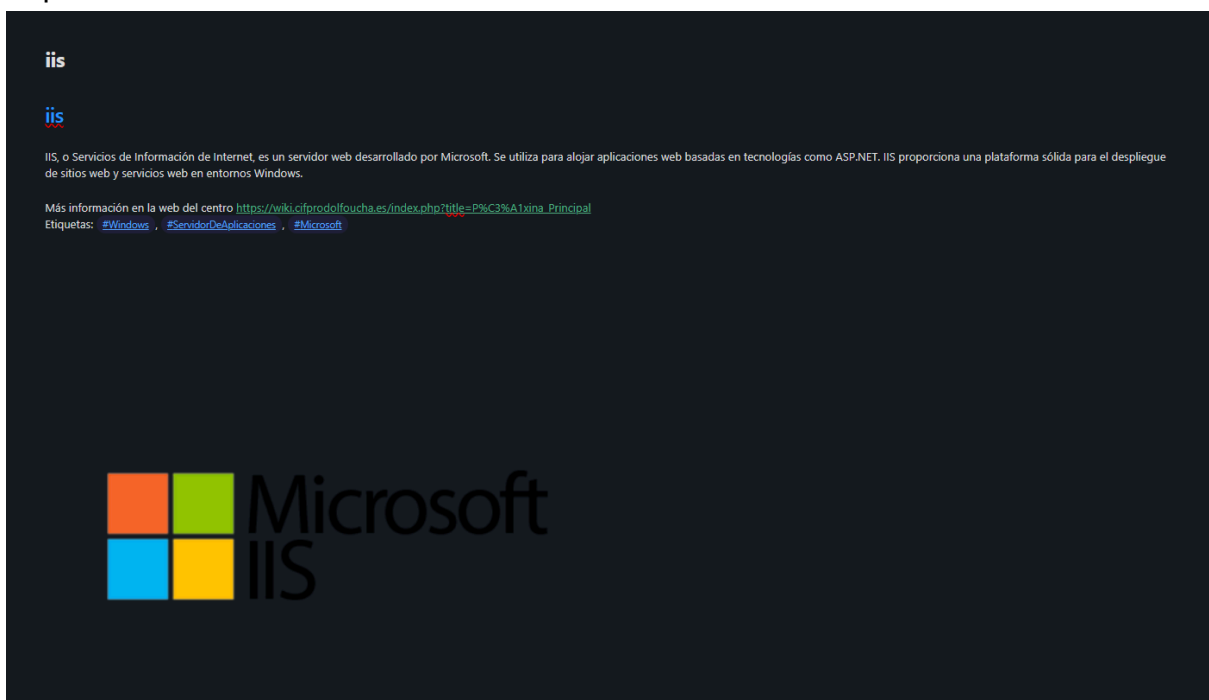 iis
iis
IIS, o Servicios de Información de Internet, es un servidor web desarrollado por Microsoft. Se utiliza para alojar aplicaciones web basadas en tecnologías como ASP.NET. IIS proporciona una plataforma sólida para el despliegue
de sitios web y servicios web en entornos Windows.
Más información en la web del centro https://wiki.cifprodolfoucha.es/index.php?title=P%C3%A1xina_Principal
Etiquetas: #Windows , #ServidorDeAplicaciones , #Microsoft
Microsoft
IIS